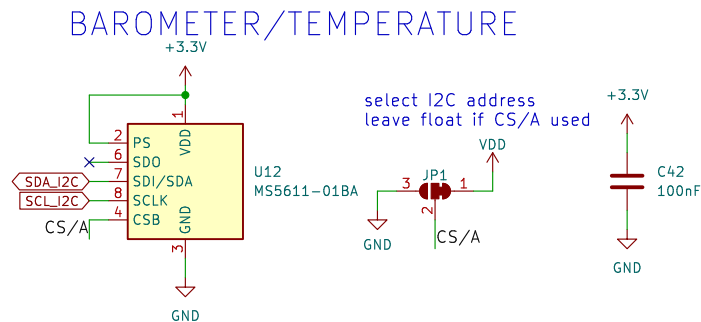 BAROMETER/TEMPERATURE
+3.3V
1
VDD
2 PS
6 SDO
SDA_I2C 7 SDI/SDA
SCL_I2C 8 SCLK
4 CSB
CS/A
GND
3
GND
U12
MS5611-01BA
select I2C address
leave float if CS/A used
VDD
JP1
3 1
2
GND
CS/A
+3.3V
C42
100nF
GND